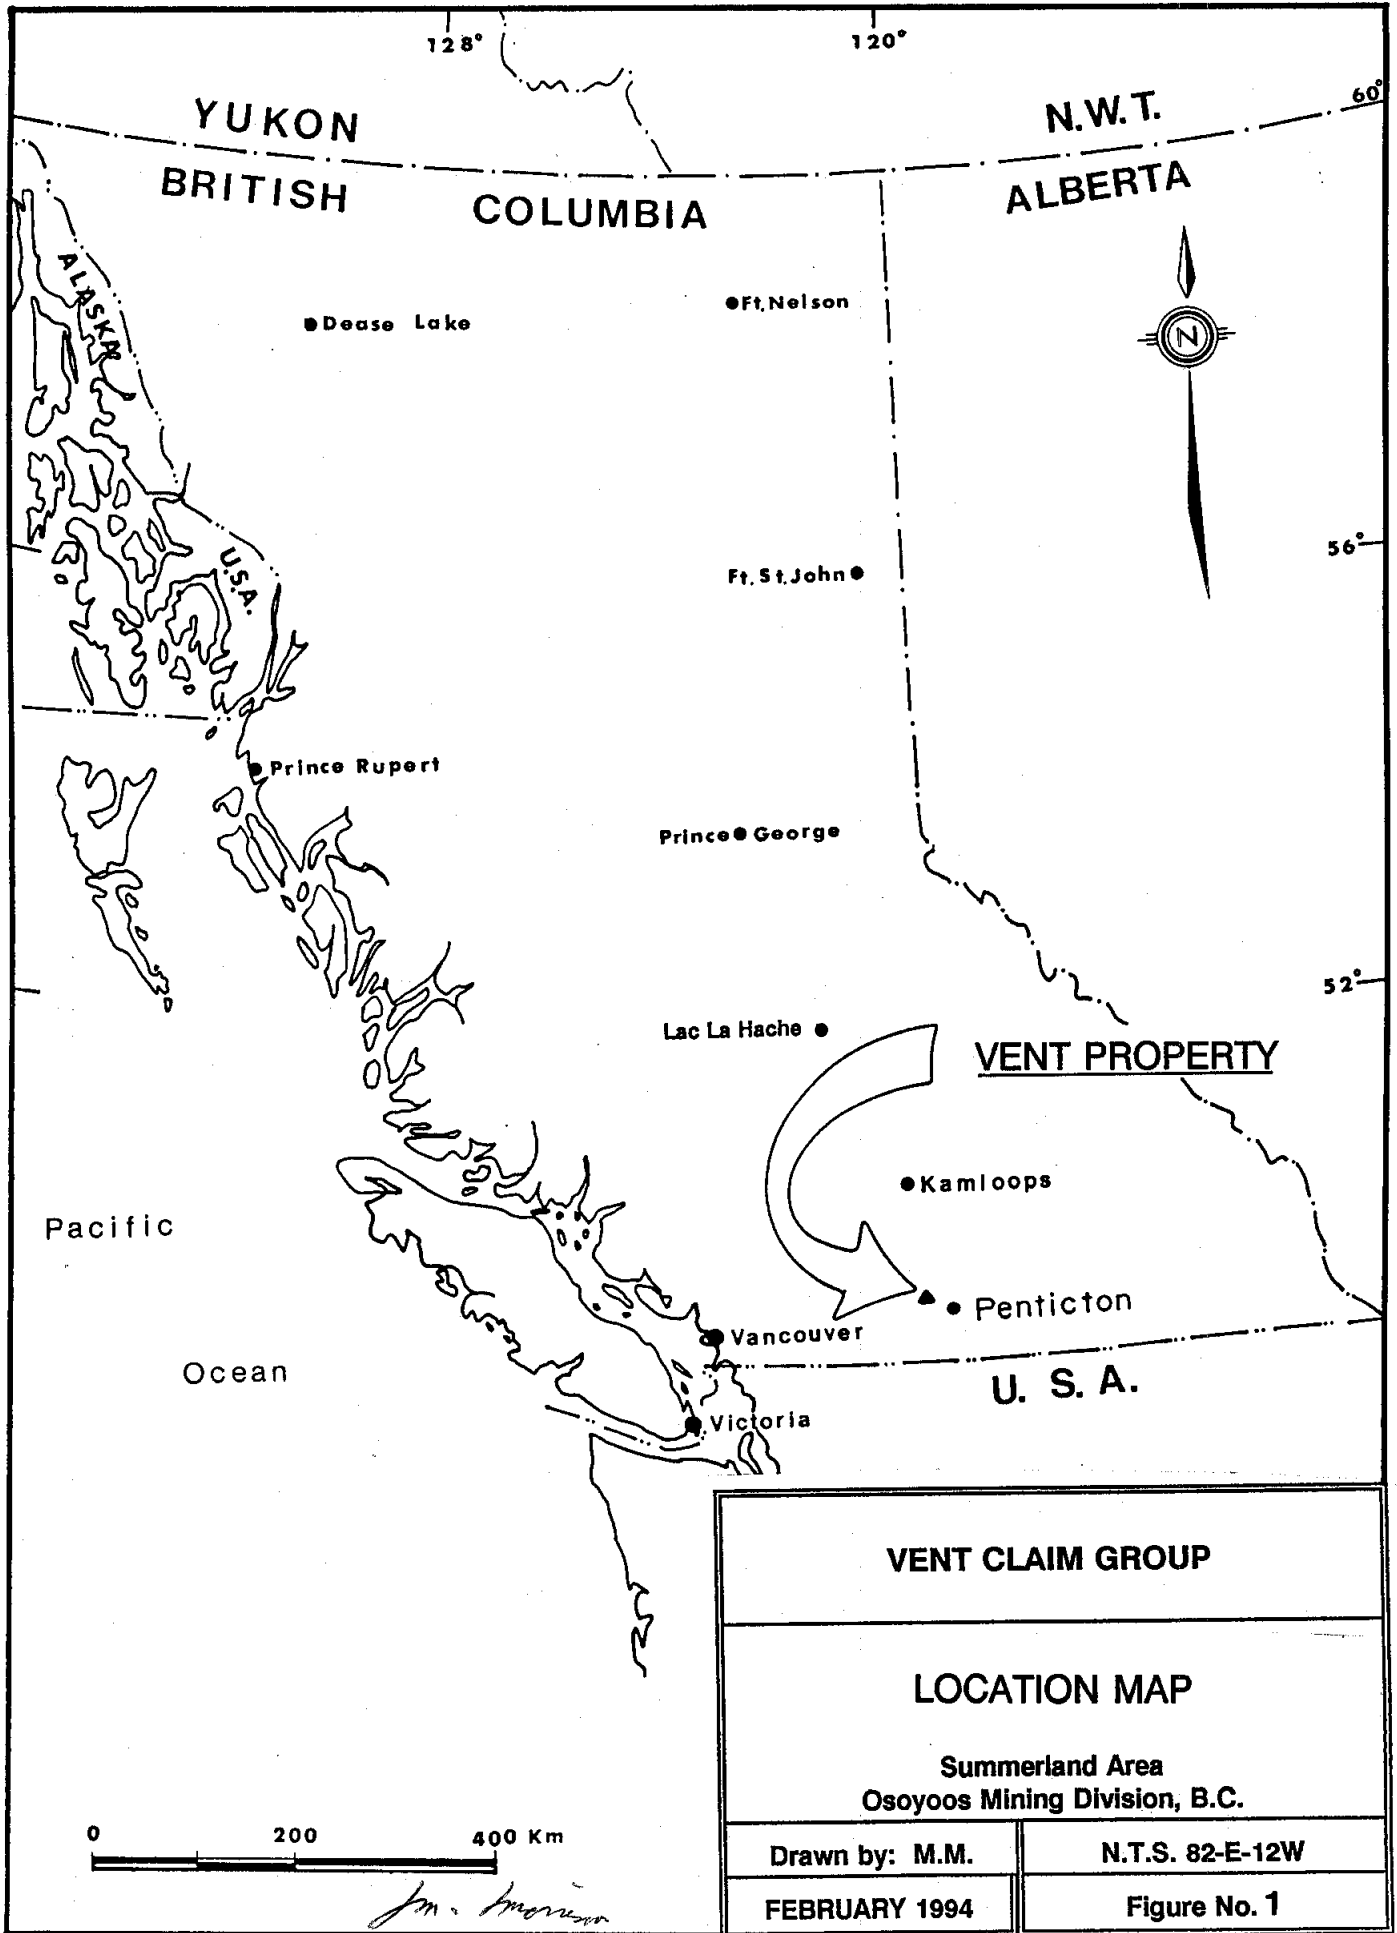 128°
120°
60°
YUKON
N.W.T.
BRITISH COLUMBIA
ALBERTA
ALASKA
Dease Lake
Ft. Nelson
N
56°
U.S.A.
Ft. St. John
Prince Rupert
Prince George
52°
Lac La Hache
VENT PROPERTY
Kamloops
Pacific
Penticton
Vancouver
Ocean
U. S. A.
Victoria
VENT CLAIM GROUP
LOCATION MAP
Summerland Area
Osoyoos Mining Division, B.C.
0 200 400 Km
Drawn by: M.M.
N.T.S. 82-E-12W
FEBRUARY 1994
Figure No. 1